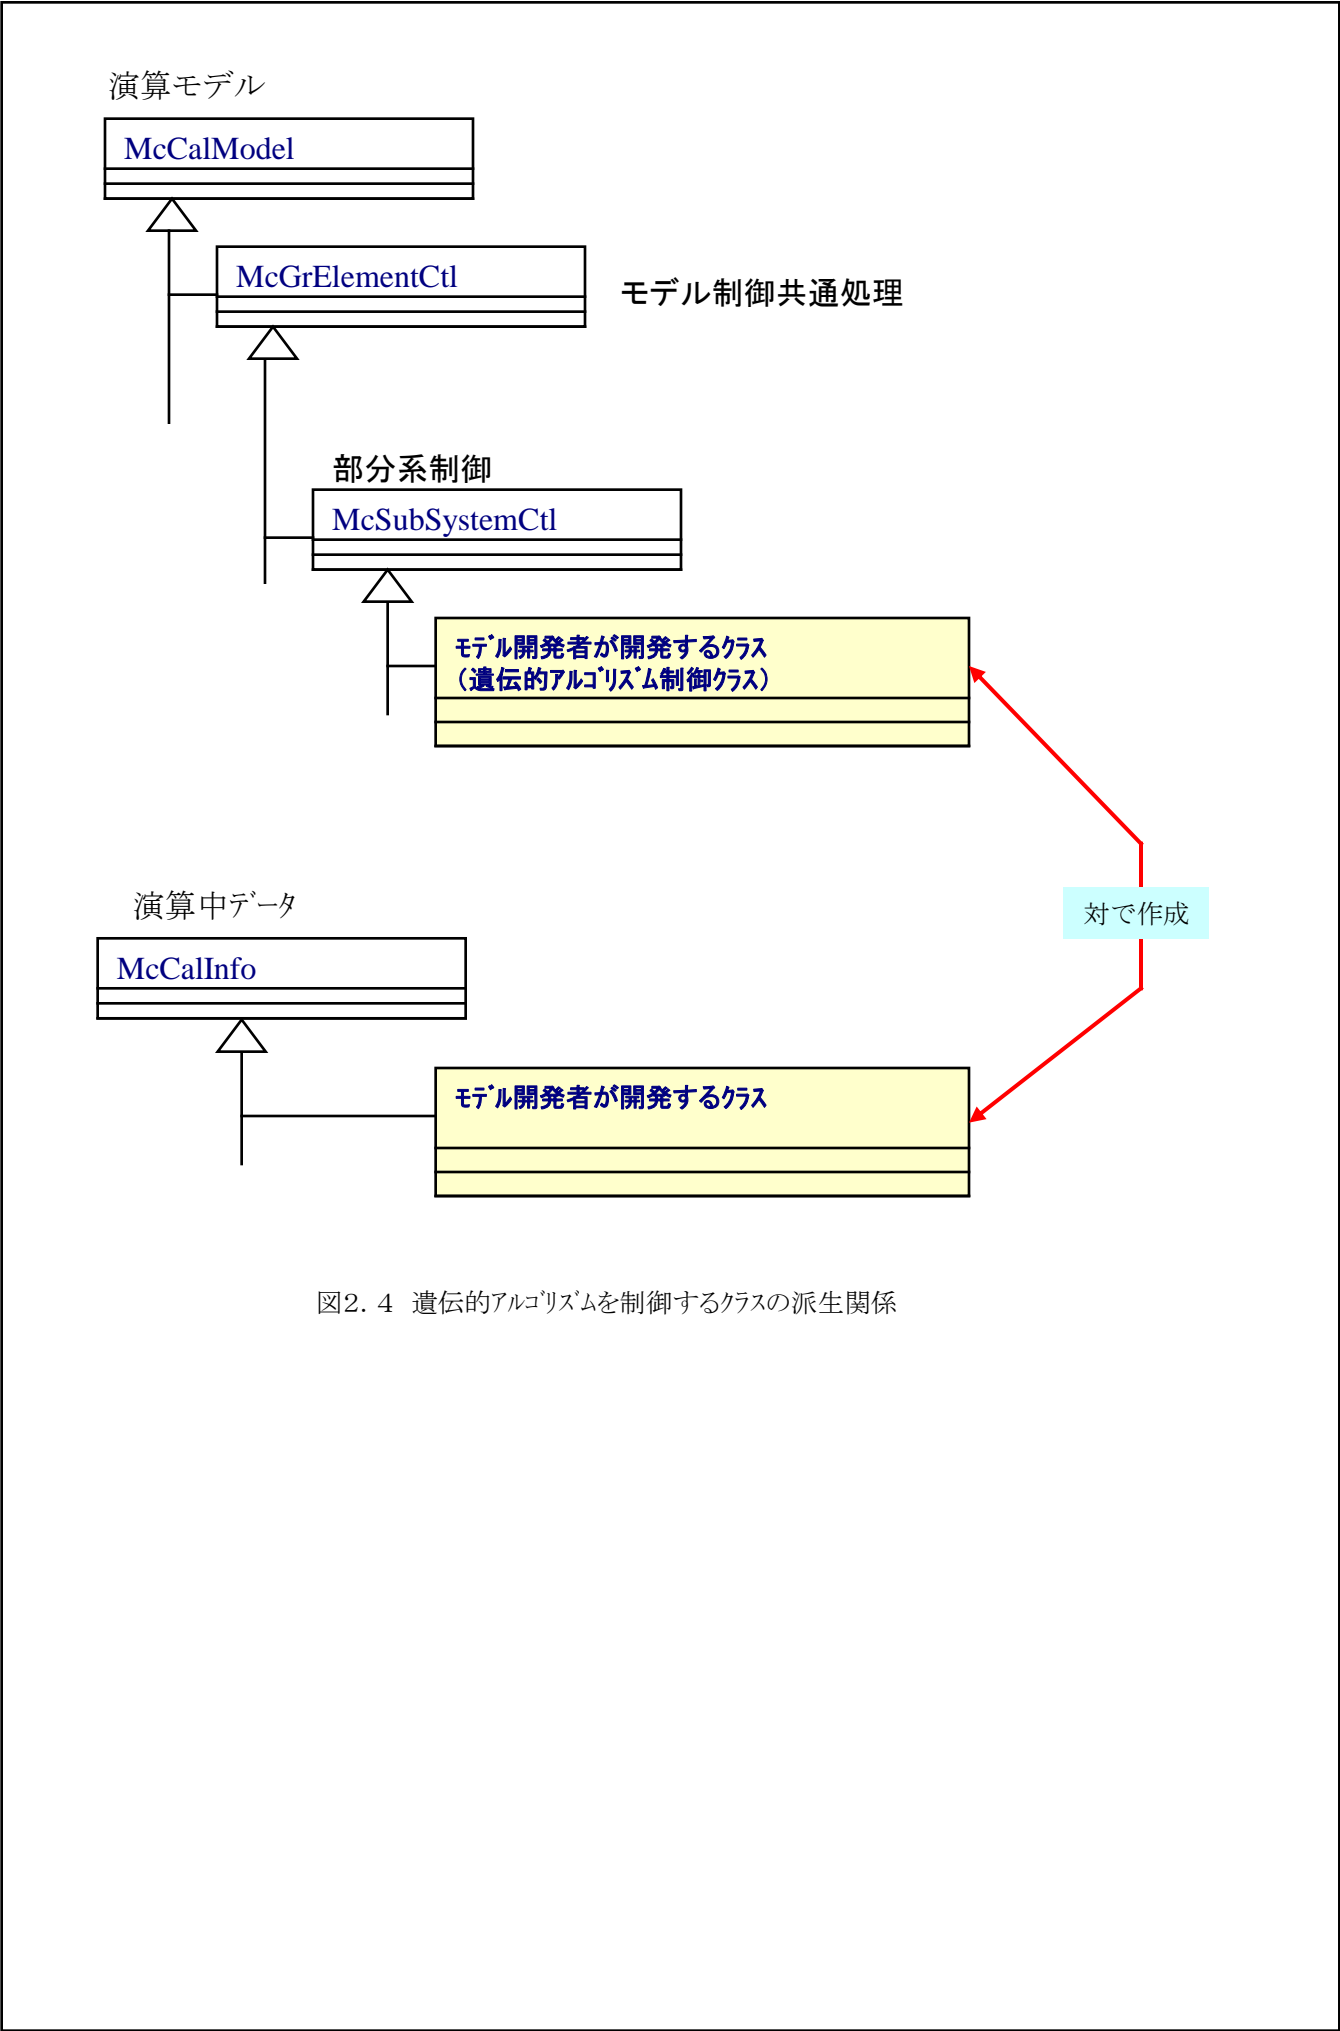 演算モデル
McCalModel
McGrElementCtl
モデル制御共通処理
部分系制御
McSubSystemCtl
ﾓﾃﾞﾙ開発者が開発するｸﾗｽ
（遺伝的ｱﾙｺﾞﾘｽﾞﾑ制御ｸﾗｽ）
対で作成
演算中ﾃﾞｰﾀ
McCalInfo
ﾓﾃﾞﾙ開発者が開発するｸﾗｽ
図２．４　遺伝的ｱﾙｺﾞﾘｽﾞﾑを制御するｸﾗｽの派生関係